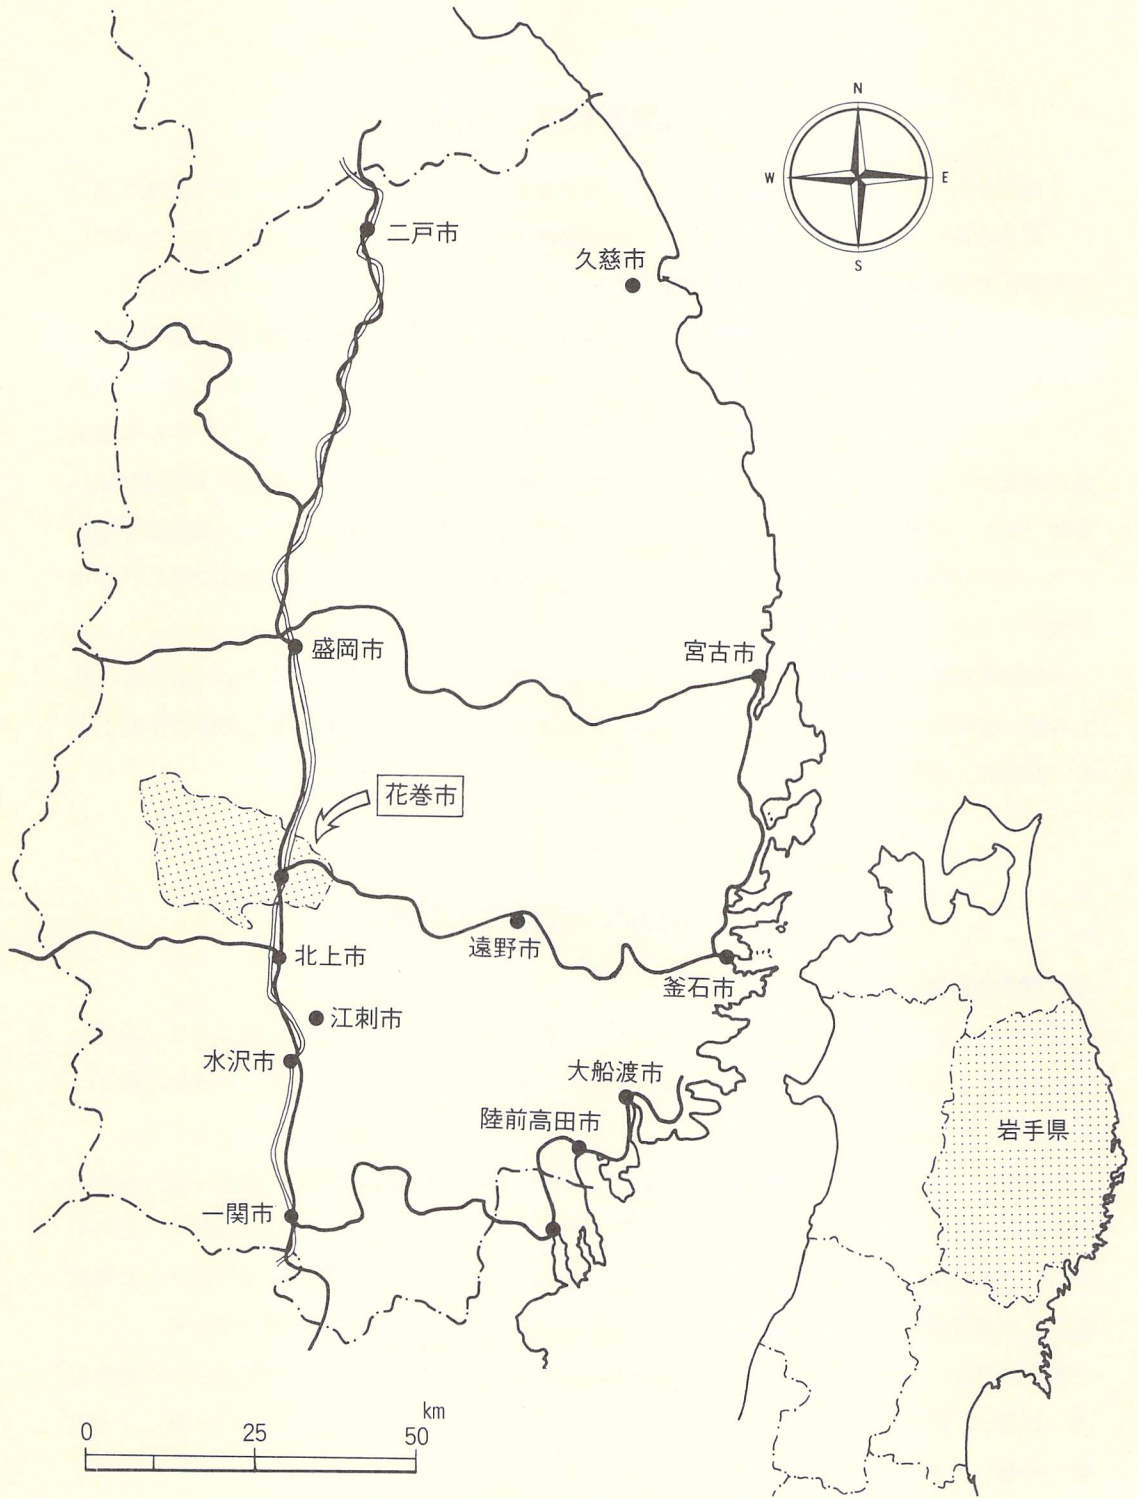 N
W
E
S
二戸市
久慈市
盛岡市
宮古市
花巻市
遠野市
北上市
釜石市
江刺市
水沢市
大船渡市
陸前高田市
岩手県
一関市
km
0 25 50